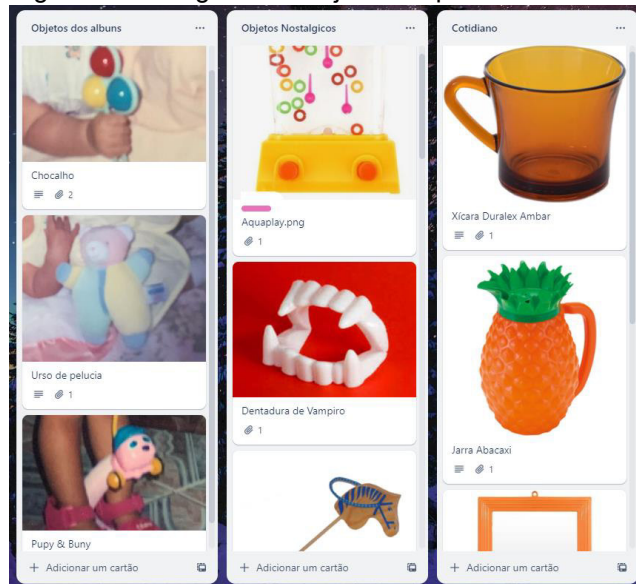 Objetos dos albuns
Chocalho
2
Urso de pelucia
1
Pupy & Buny
+ Adicionar um cartão
Objetos Nostalgicos
Aquaplay.png
1
Dentadura de Vampiro
1
+ Adicionar um cartão
Cotidiano
Xícara Duralex Ambar
1
Jarra Abacaxi
1
+ Adicionar um cartão